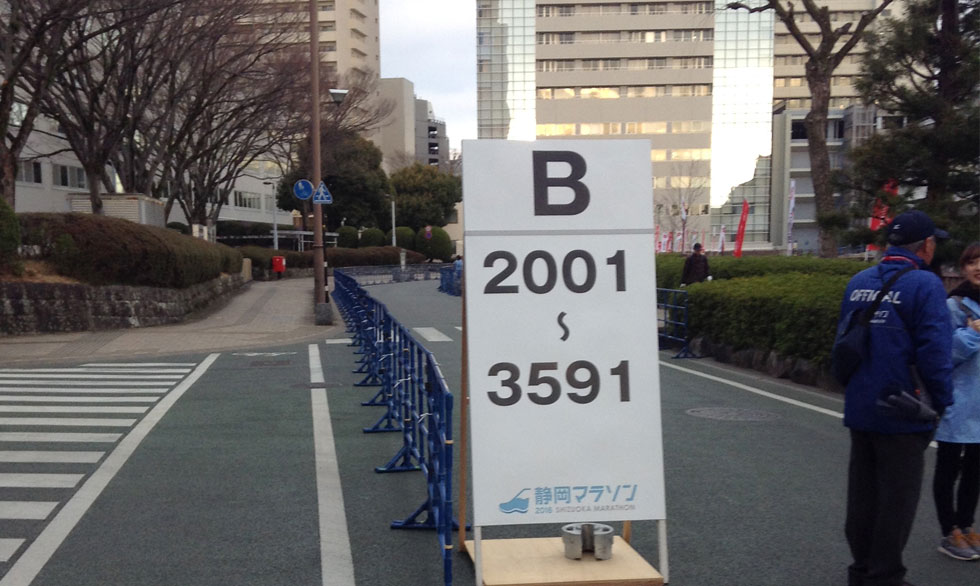 B
2001
〜
3591
静岡マラソン
2016 SHIZUOKA MARATHON
OFFICIAL